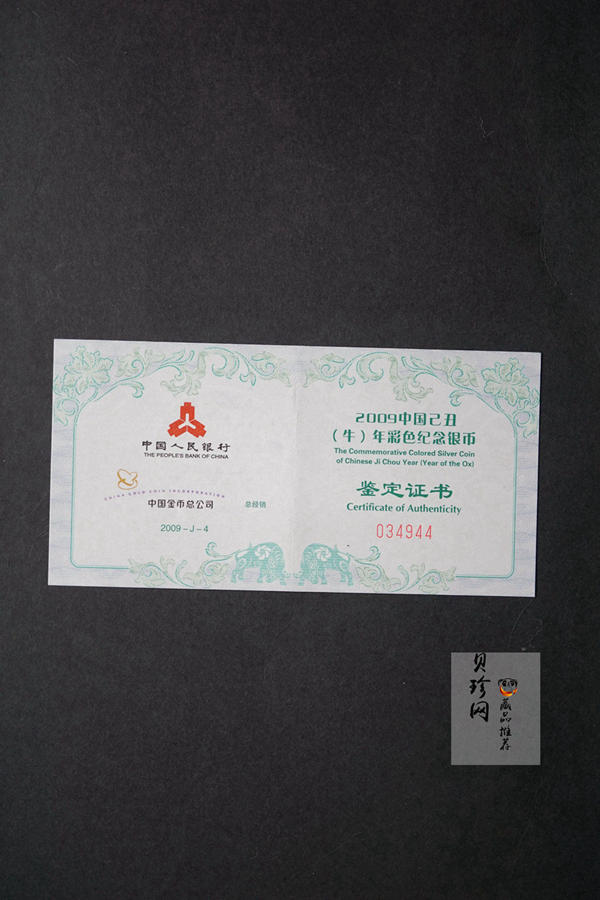 中国人民银行
THE PEOPLE'S BANK OF CHINA
CHINA GOLD COIN INCORPORATION
中国金币总公司 总经销
2009-J-4
2009中国己丑
(牛)年彩色纪念银币
The Commemorative Colored Silver Coin
of Chinese Ji Chou Year (Year of the Ox)
鉴定证书
Certificate of Authenticity
034944
贝珍网
藏品推荐